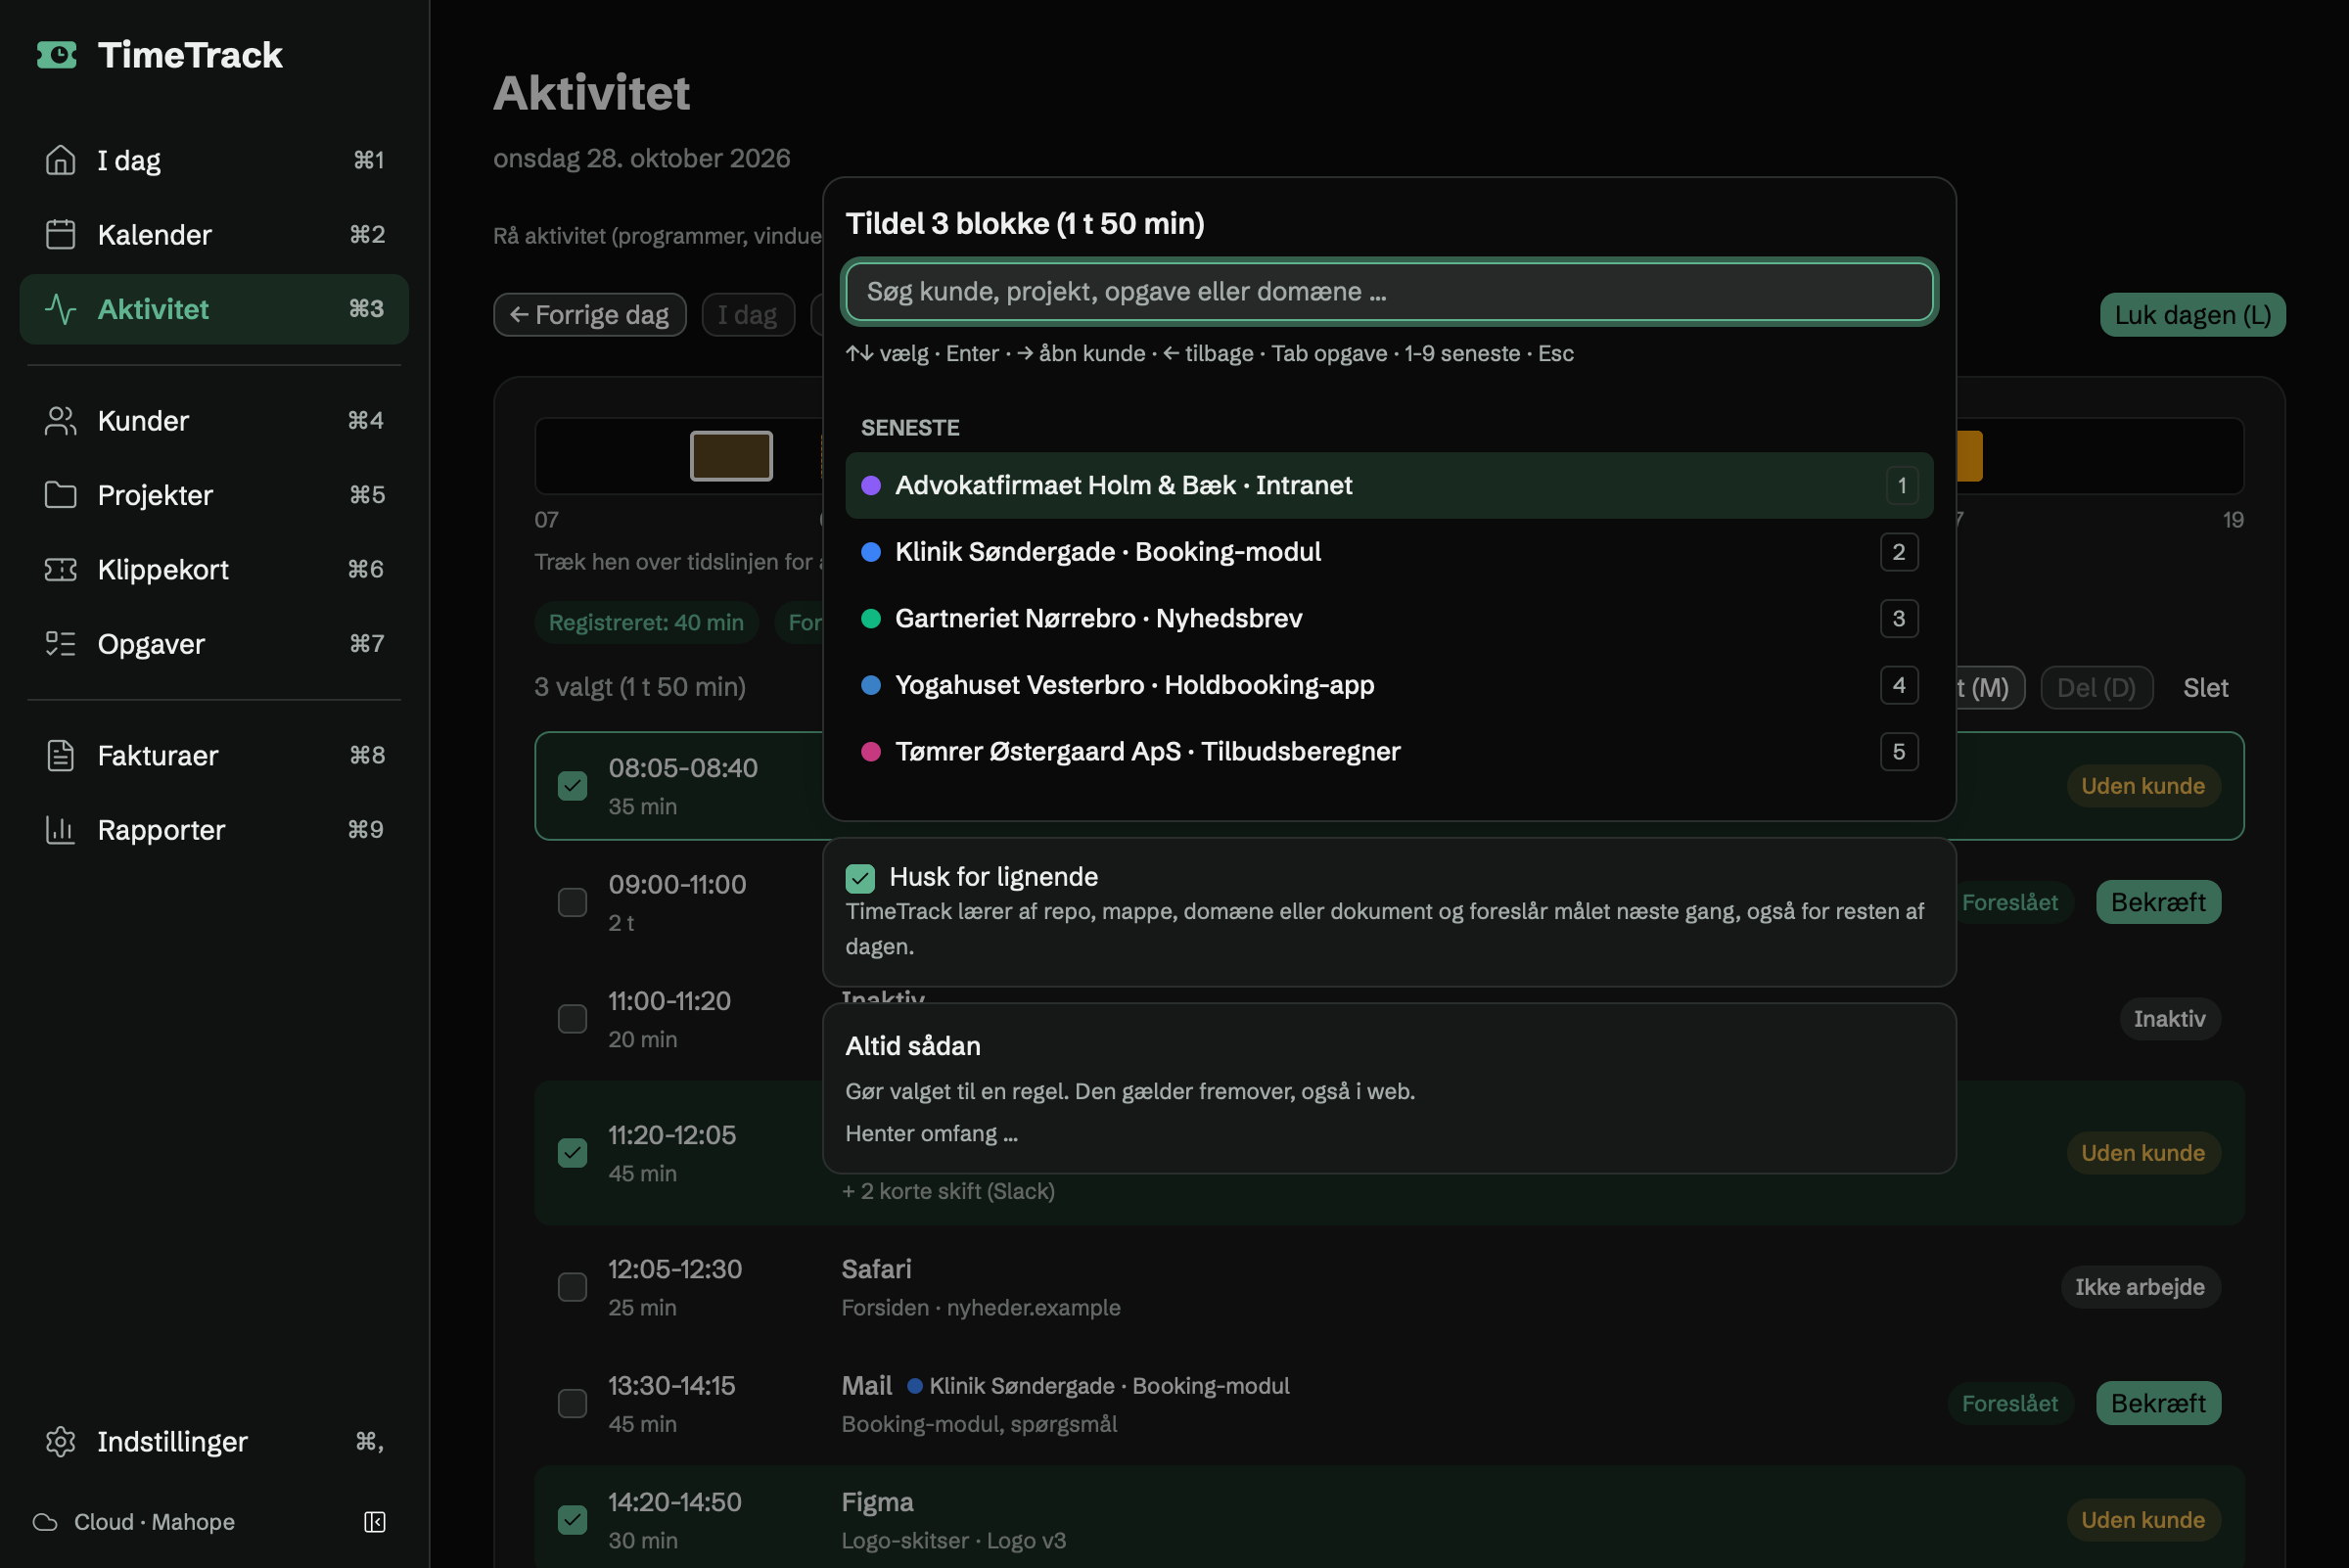 TimeTrack
I dag ⌘1
Kalender ⌘2
Aktivitet ⌘3
Kunder ⌘4
Projekter ⌘5
Klippekort ⌘6
Opgaver ⌘7
Fakturaer ⌘8
Rapporter ⌘9
Indstillinger ⌘,
Cloud · Mahope
Aktivitet
onsdag 28. oktober 2026
Rå aktivitet (programmer, vindue
← Forrige dag
I dag
Luk dagen (L)
07
19
Træk hen over tidslinjen for
Registreret: 40 min
3 valgt (1 t 50 min)
(M)
Del (D)
Slet
Tildel 3 blokke (1 t 50 min)
Søg kunde, projekt, opgave eller domæne …
↑↓ vælg · Enter · → åbn kunde · ← tilbage · Tab opgave · 1-9 seneste · Esc
SENESTE
Advokatfirmaet Holm & Bæk · Intranet 1
Klinik Søndergade · Booking-modul 2
Gartneriet Nørrebro · Nyhedsbrev 3
Yogahuset Vesterbro · Holdbooking-app 4
Tømrer Østergaard ApS · Tilbudsberegner 5
Husk for lignende
TimeTrack lærer af repo, mappe, domæne eller dokument og foreslår målet næste gang, også for resten af
dagen.
Altid sådan
Gør valget til en regel. Den gælder fremover, også i web.
Henter omfang …
08:05-08:40
35 min
Uden kunde
09:00-11:00
2 t
Foreslået
Bekræft
11:00-11:20
20 min
Inaktiv
Inaktiv
11:20-12:05
45 min
+ 2 korte skift (Slack)
Uden kunde
12:05-12:30
25 min
Safari
Forsiden · nyheder.example
Ikke arbejde
13:30-14:15
45 min
Mail Klinik Søndergade · Booking-modul
Booking-modul, spørgsmål
Foreslået
Bekræft
14:20-14:50
30 min
Figma
Logo-skitser · Logo v3
Uden kunde